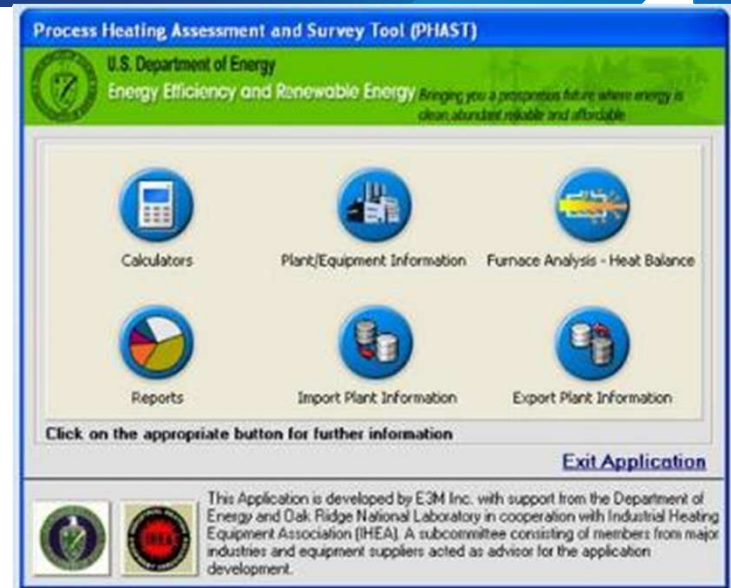 Process Heating Assessment and Survey Tool (PHAST)
U.S. Department of Energy
Energy Efficiency and Renewable Energy Bringing you a prosperous future where energy is
clean, abundant reliable and affordable
Calculators
Plant/Equipment Information
Furnace Analysis - Heat Balance
Reports
Import Plant Information
Export Plant Information
Click on the appropriate button for further information
Exit Application
This Application is developed by E3M Inc. with support from the Department of
Energy and Oak Ridge National Laboratory in cooperation with Industrial Heating
Equipment Association (IHEA). A subcommittee consisting of members from major
industries and equipment suppliers acted as advisor for the application
development.
IHEA